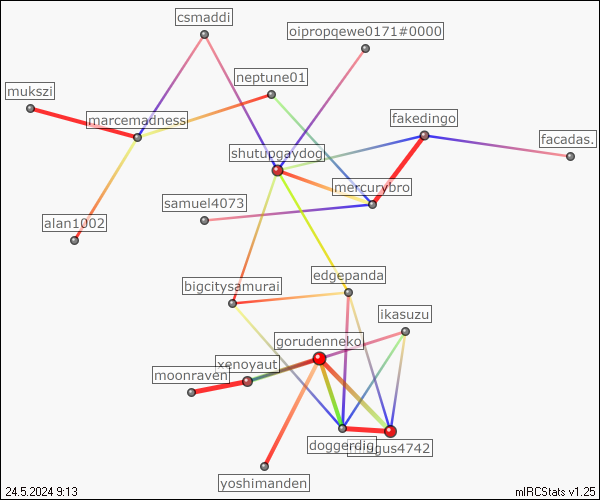 csmaddi
oipropqewe0171#0000
neptune01
mukszi
marcemadness
fakedingo
facadas.
shutupgaydog
mercurybro
samuel4073
alan1002
edgepanda
bigcitysamurai
ikasuzu
gorudenneko
xenoyaut
moonraven
doggerdig
yoshimanden
24.5.2024 9:13
mIRCStats v1.25